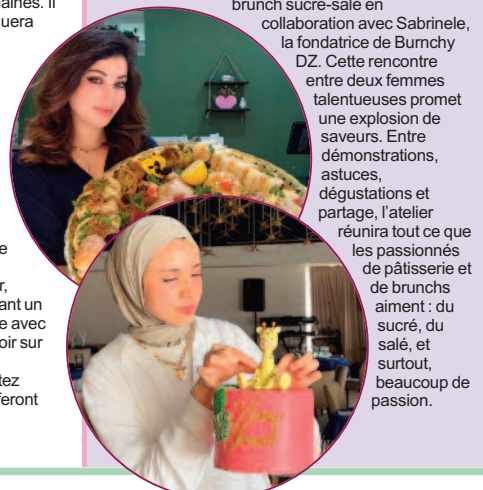 aines. Il
uera
e
r,
ant un
e avec
oir sur
tez
eront
brunch sucré-salé en
collaboration avec Sabrinele,
la fondatrice de Burnchy
DZ. Cette rencontre
entre deux femmes
talentueuses promet
une explosion de
saveurs. Entre
démonstrations,
astuces,
dégustations et
partage, l'atelier
réunira tout ce que
les passionnés
de pâtisserie et
de brunchs
aiment : du
sucré, du
salé, et
surtout,
beaucoup de
passion.